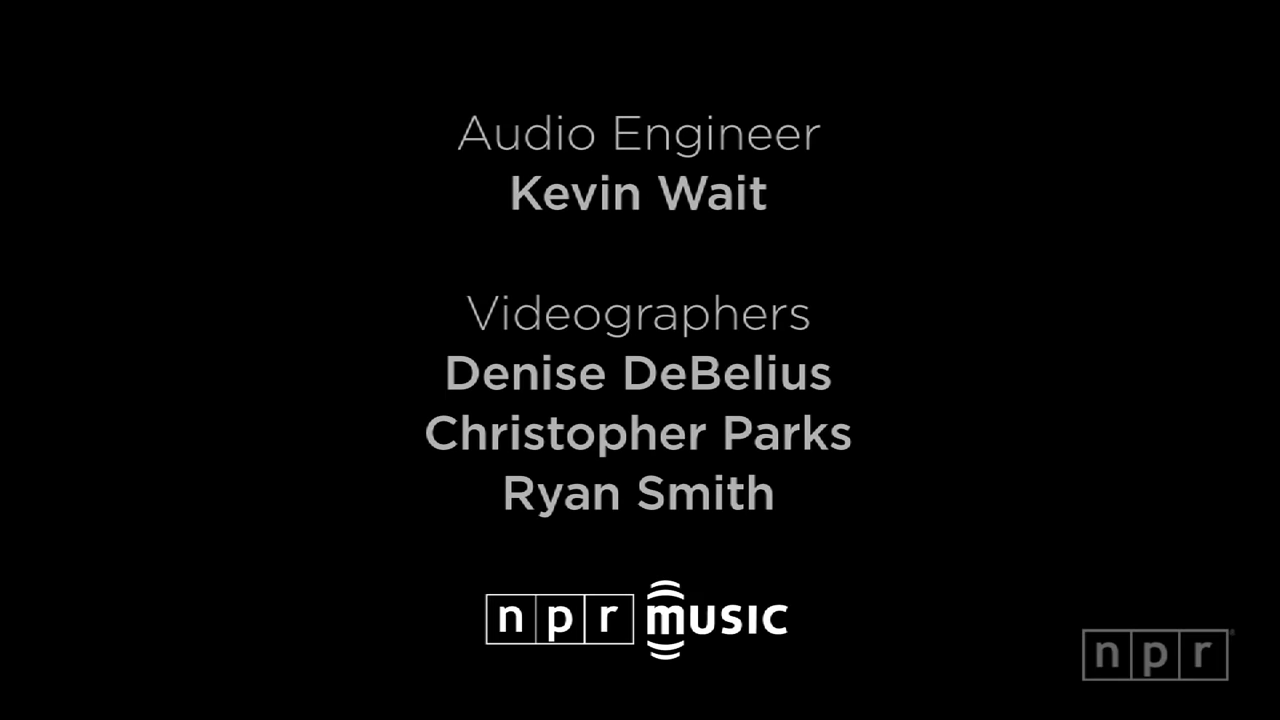 Audio Engineer
Kevin Wait
Videographers
Denise DeBelius
Christopher Parks
Ryan Smith
npr music
npr